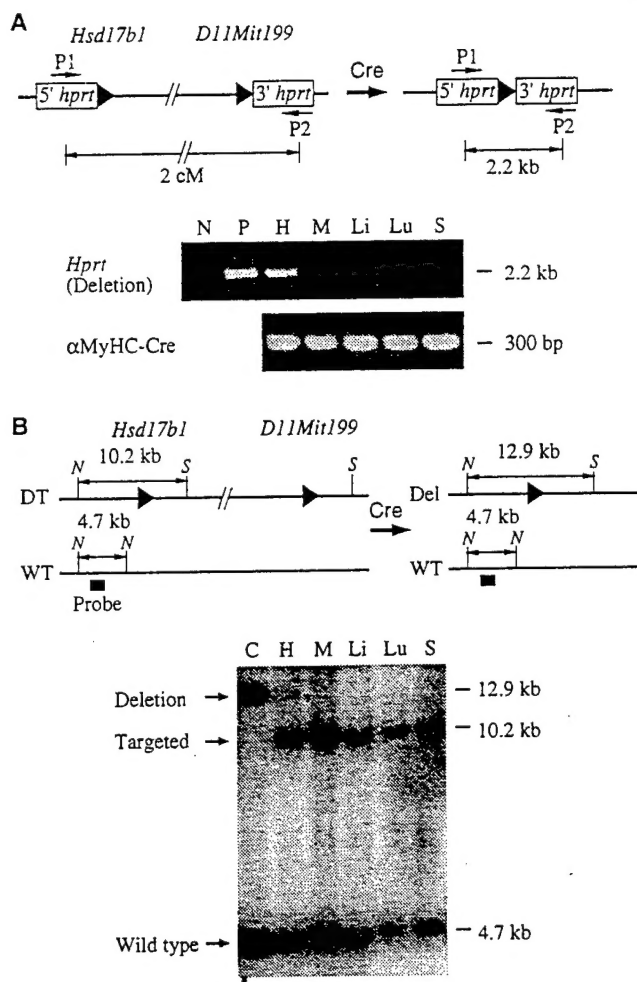 A
Hsd17b1 D11Mit199
P1 Cre P1
5' hprt 3' hprt 5' hprt 3' hprt
P2 P2
2 cM 2.2 kb
N P H M Li Lu S
Hprt
(Deletion) 2.2 kb
αMyHC-Cre 300 bp
B
Hsd17b1 D11Mit199
10.2 kb 12.9 kb
N S S N S
DT Cre Del
4.7 kb 4.7 kb
N N N N
WT WT
Probe
C H M Li Lu S
Deletion 12.9 kb
Targeted 10.2 kb
Wild type 4.7 kb